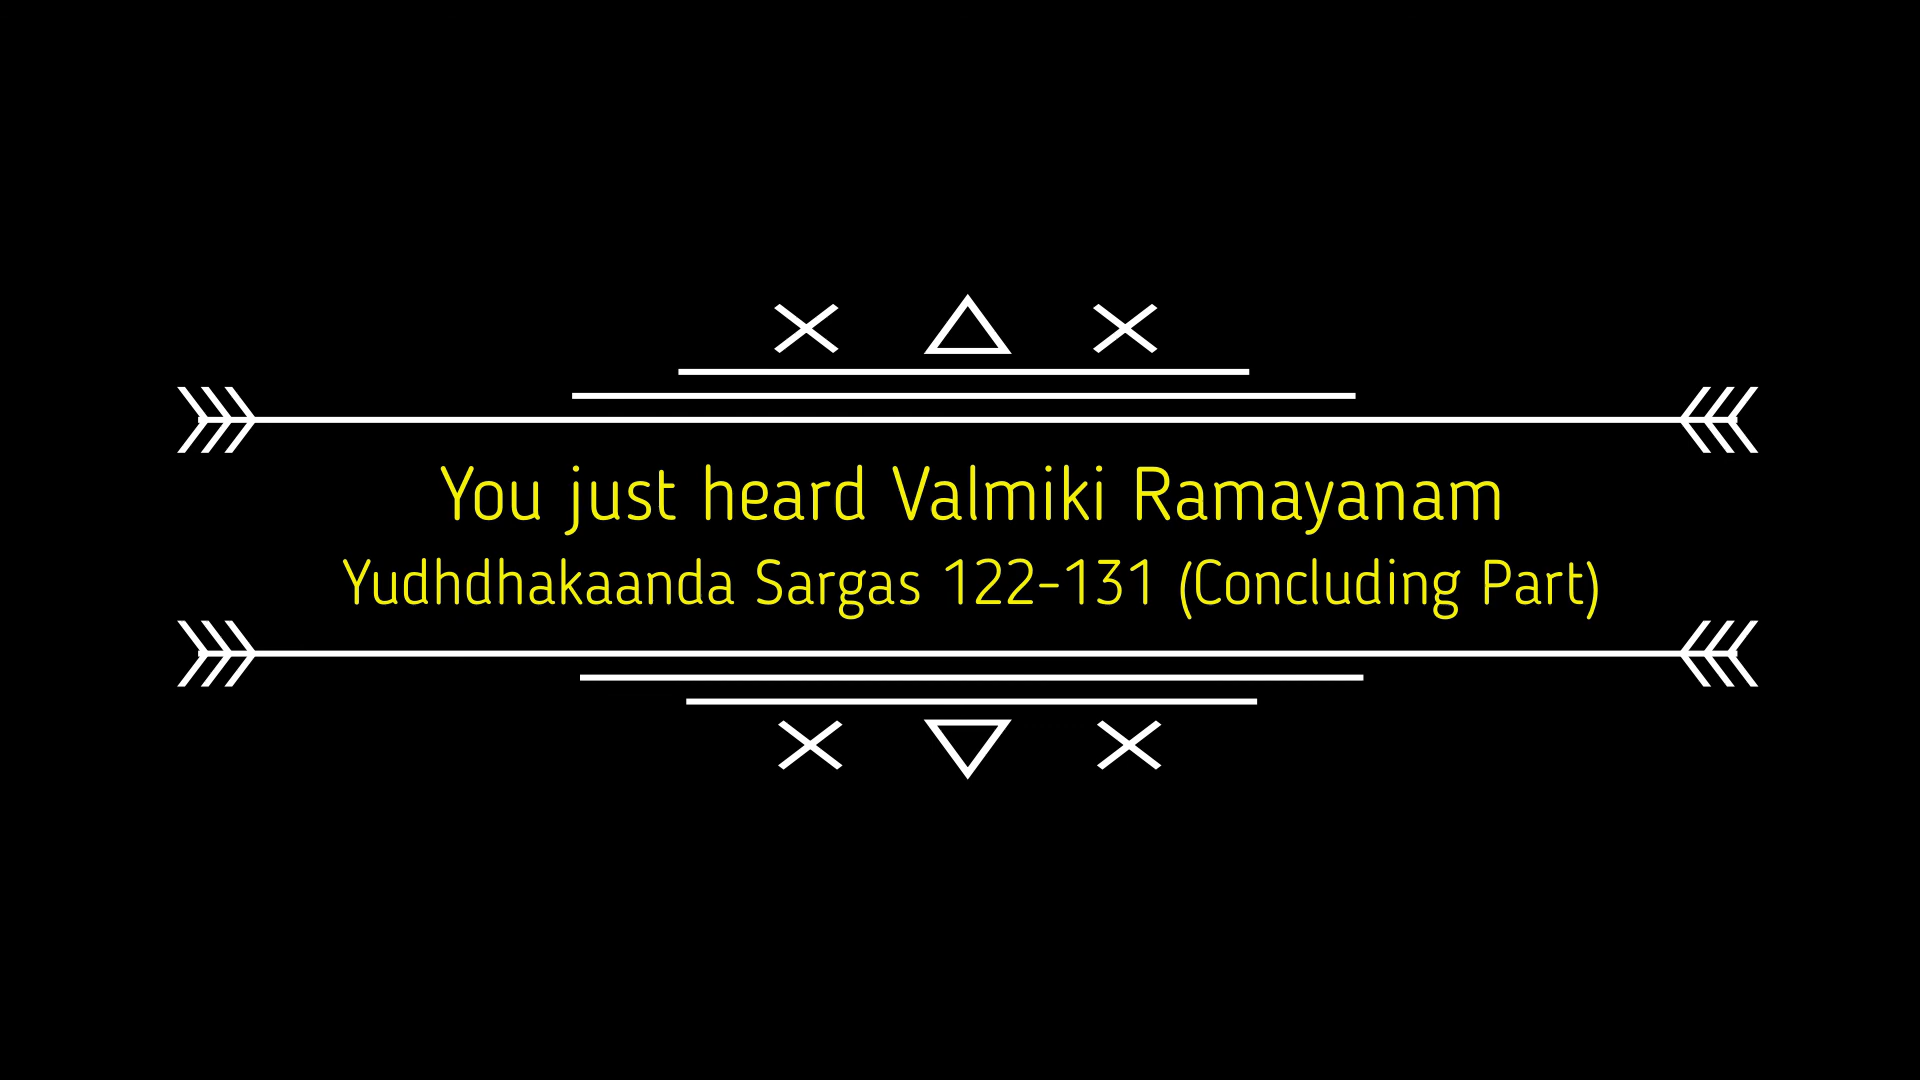 You just heard Valmiki Ramayanam
Yudhdhakaanda Sargas 122-131 (Concluding Part)